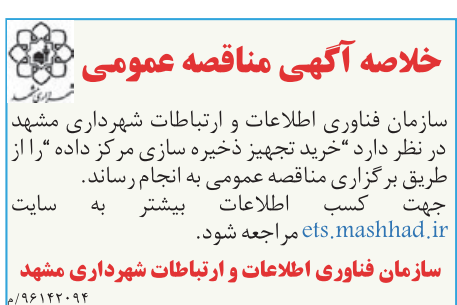 خلاصه آگهی مناقصه عمومی
شهرداری مشهد
سازمان فناوری اطلاعات و ارتباطات شهرداری مشهد
در نظر دارد “خرید تجهیز ذخیره سازی مرکز داده “را از
طریق برگزاری مناقصه عمومی به انجام رساند.
جهت کسب اطلاعات بیشتر به سایت
ets.mashhad.ir مراجعه شود.
سازمان فناوری اطلاعات و ارتباطات شهرداری مشهد
۹۶۱۴۲۰۹۴/م